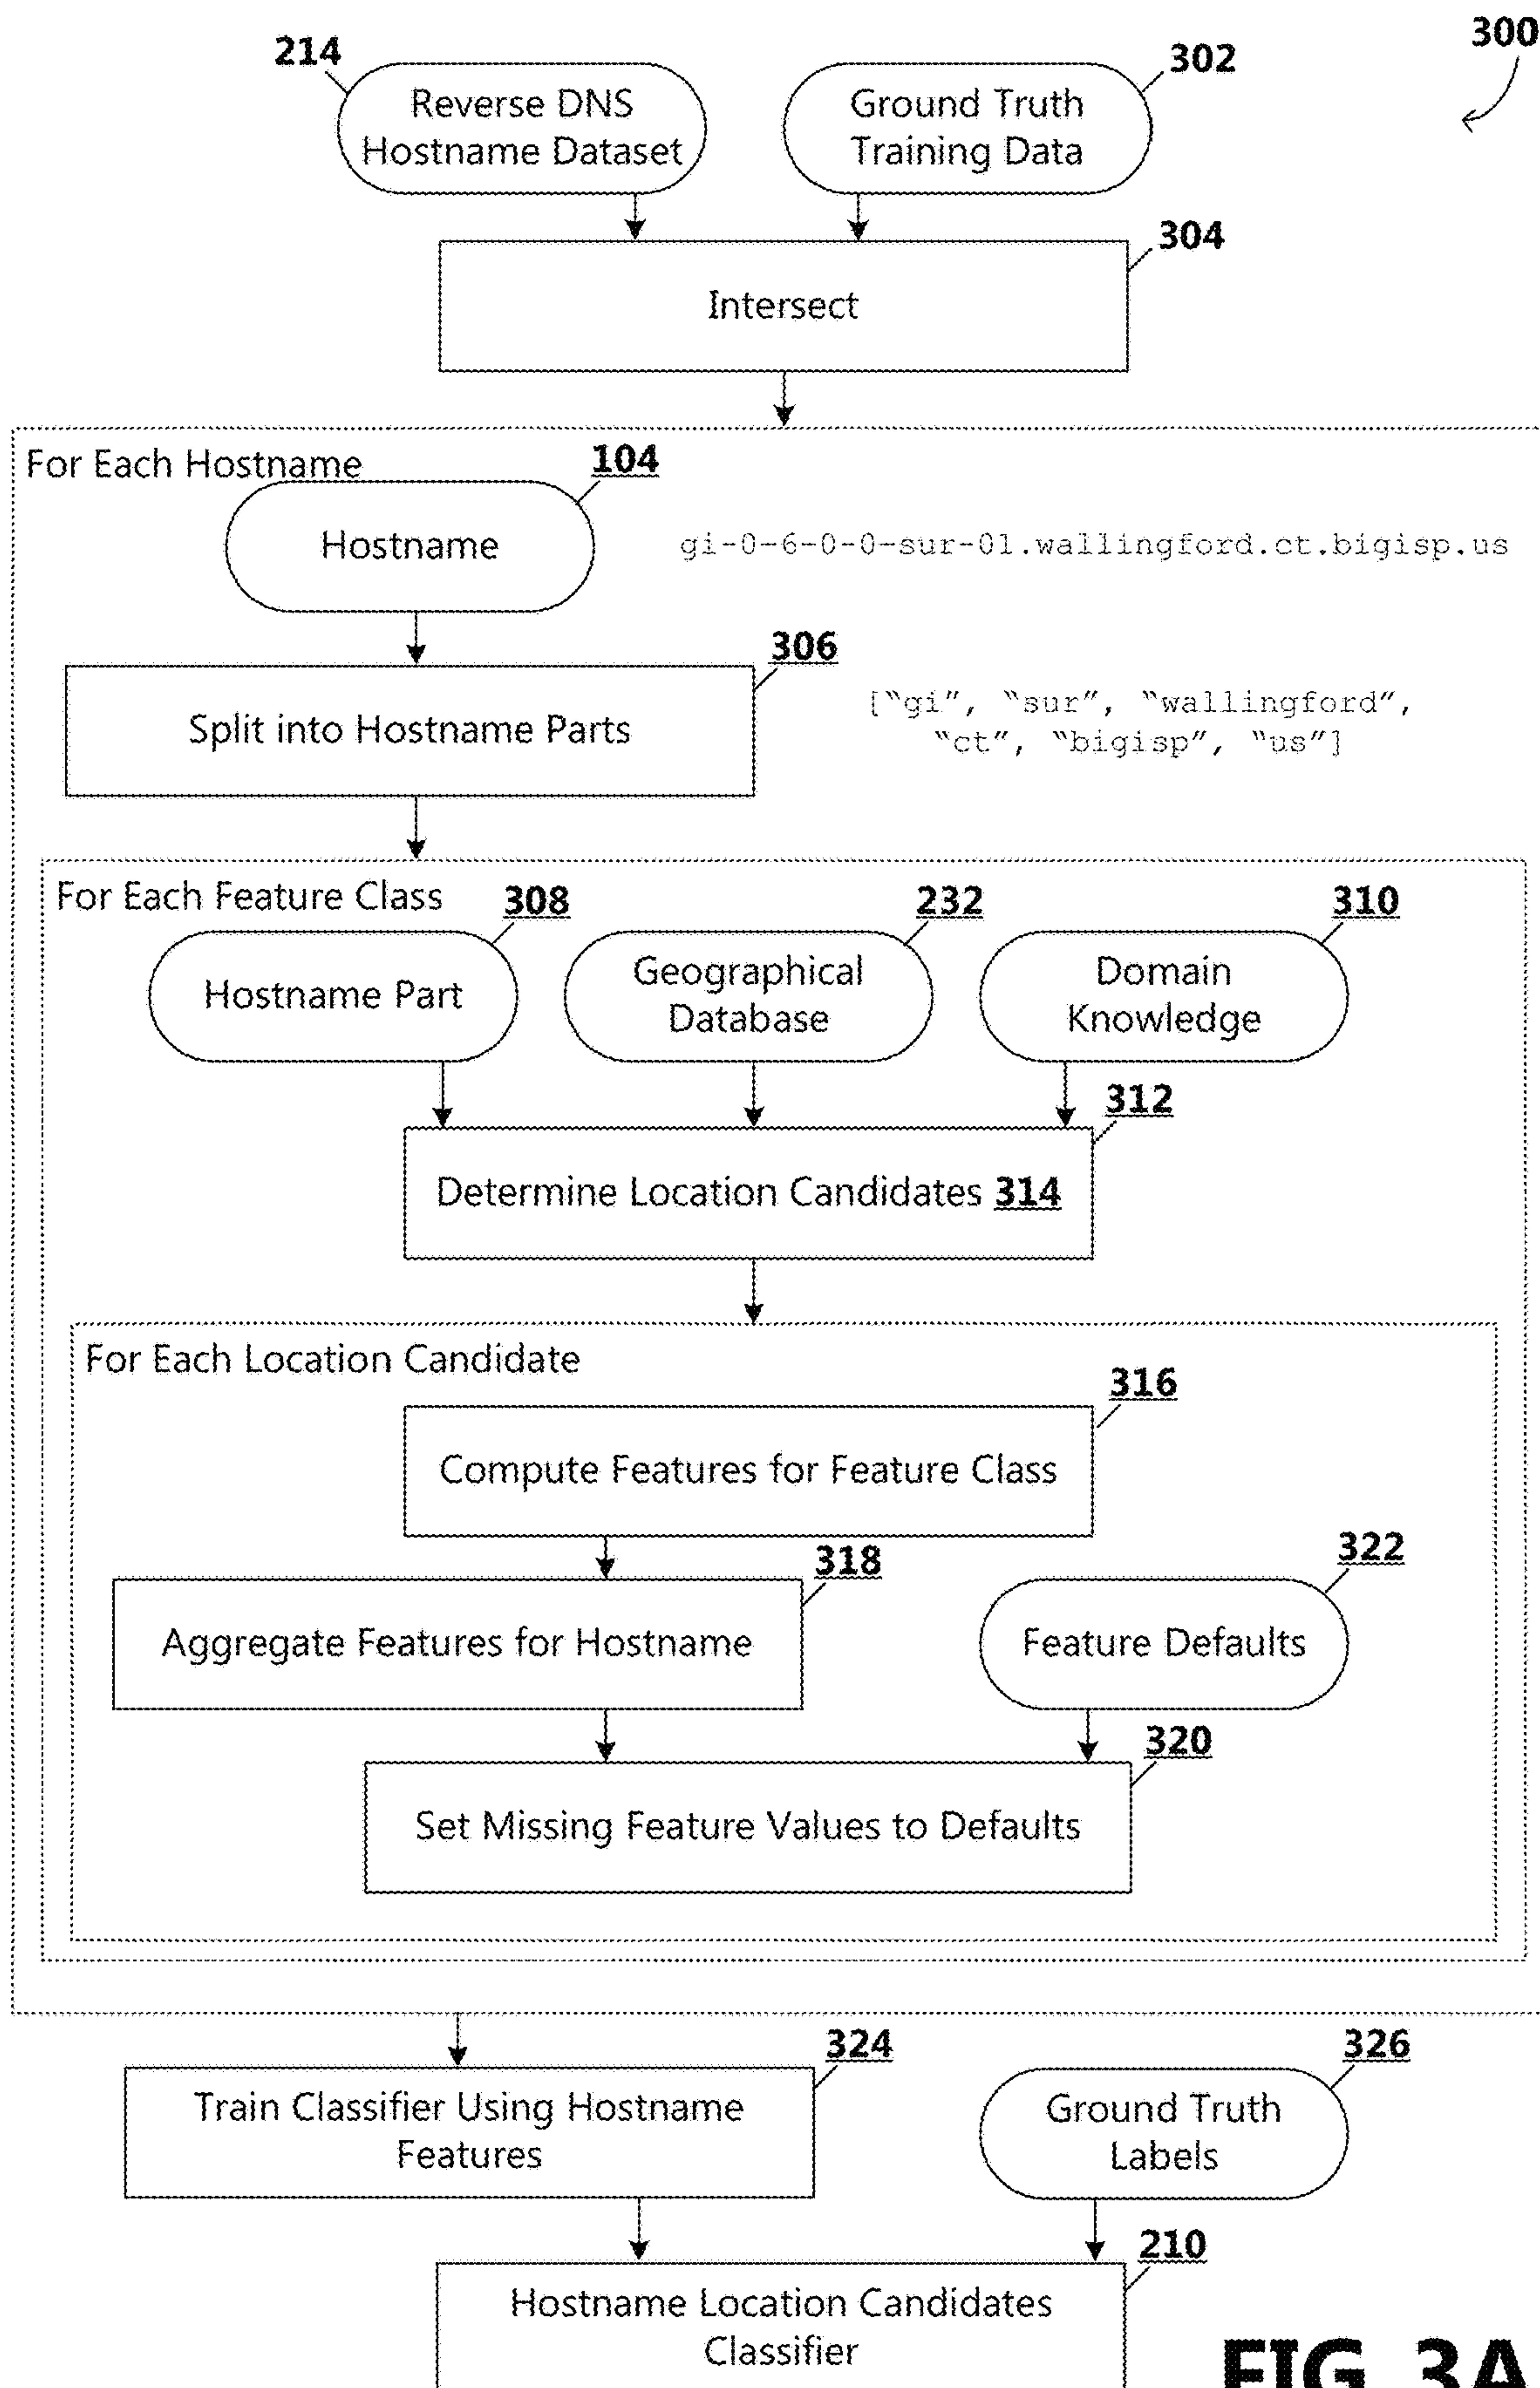 300
214
302
Reverse DNS
Hostname Dataset
Ground Truth
Training Data
304
Intersect
For Each Hostname
104
Hostname
gi-0-6-0-0-sur-01.wallingford.ct.bigisp.us
306
Split into Hostname Parts
[“gi”, “sur”, “wallingford”,
“ct”, “bigisp”, “us”]
For Each Feature Class
308
232
310
Hostname Part
Geographical
Database
Domain
Knowledge
312
Determine Location Candidates 314
For Each Location Candidate
316
Compute Features for Feature Class
318
322
Aggregate Features for Hostname
Feature Defaults
320
Set Missing Feature Values to Defaults
324
326
Train Classifier Using Hostname
Features
Ground Truth
Labels
210
Hostname Location Candidates
Classifier
FIG. 3A